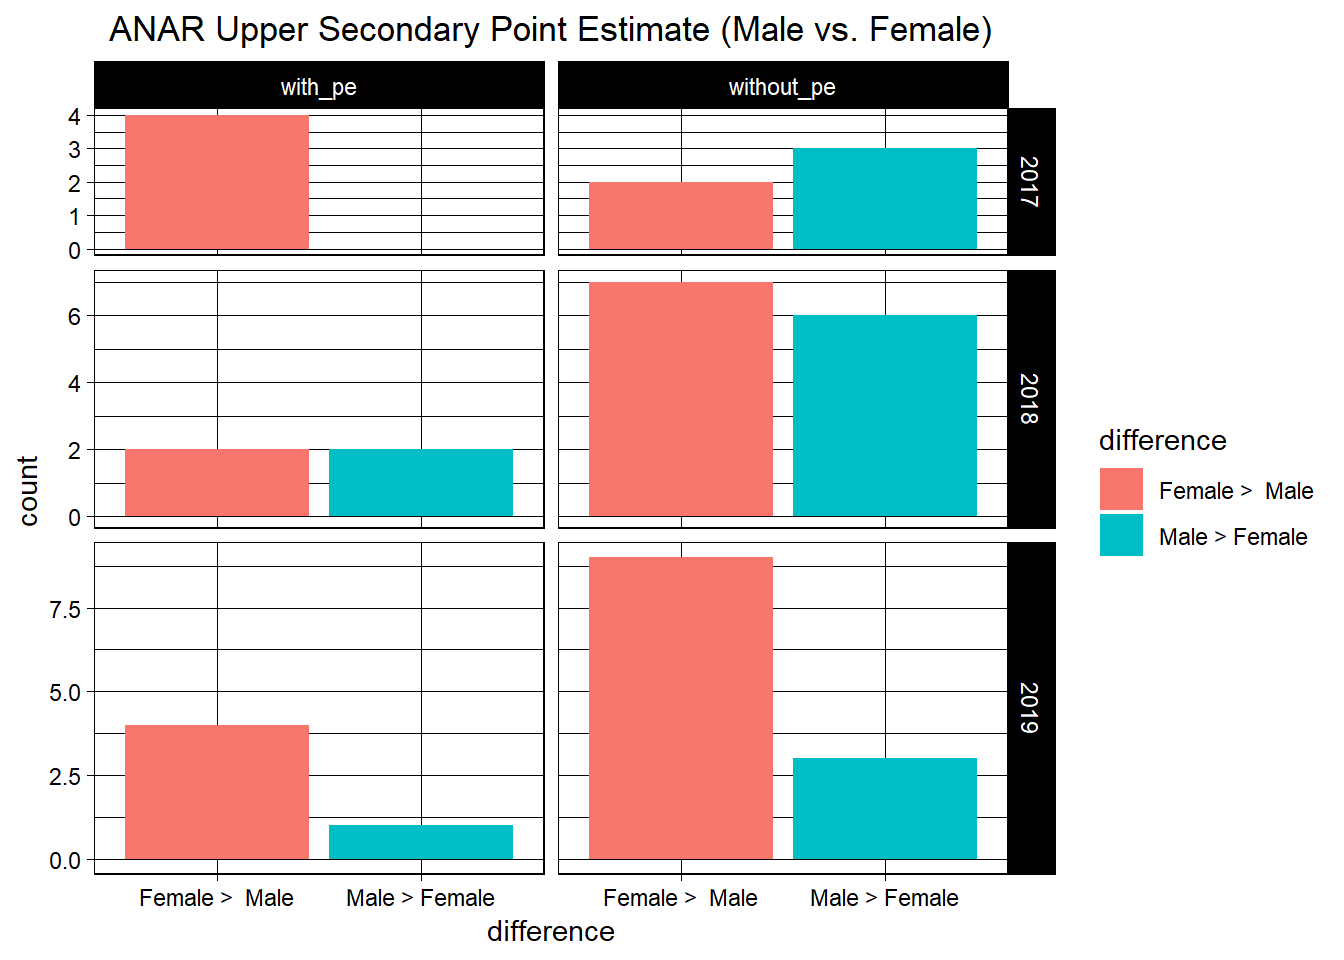 ANAR Upper Secondary Point Estimate (Male vs. Female)
with_pe
without_pe
4
3
2
1
0
2017
6
4
2
0
2018
7.5
5.0
2.5
0.0
2019
count
Female >  Male
Male > Female
Female >  Male
Male > Female
difference
difference
Female >  Male
Male > Female